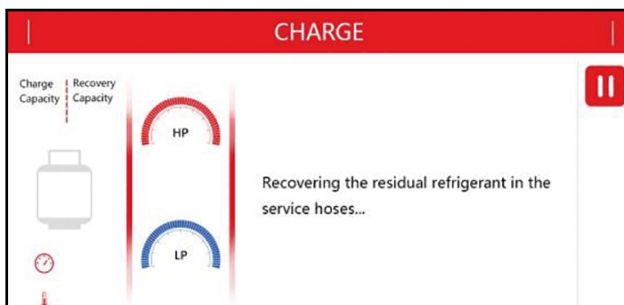 CHARGE
Charge Capacity
Recovery Capacity
HP
Recovering the residual refrigerant in the
service hoses...
LP